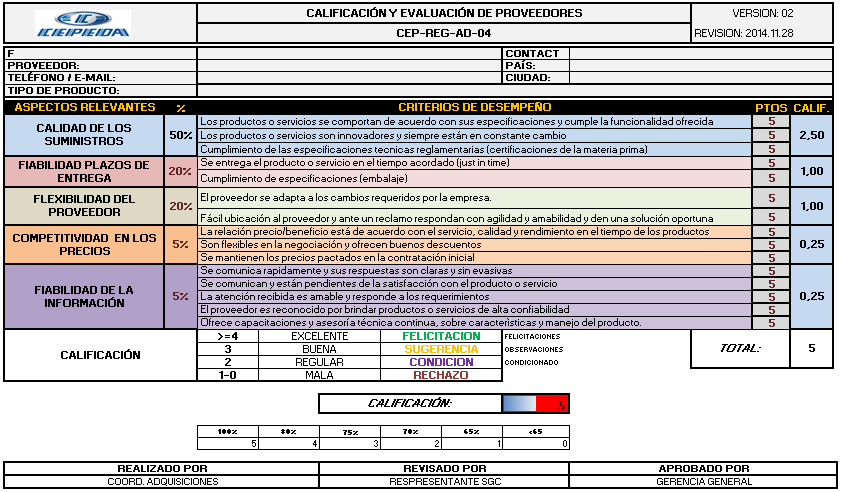 CEPEDA
CALIFICACIÓN Y EVALUACIÓN DE PROVEEDORES
CEP-REG-AD-04
VERSION: 02
REVISION: 2014.11.28
F
CONTACT
PROVEEDOR:
PAÍS:
TELÉFONO / E-MAIL:
CIUDAD:
TIPO DE PRODUCTO:
ASPECTOS RELEVANTES % CRITERIOS DE DESEMPEÑO PTOS CALIF.
CALIDAD DE LOS SUMINISTROS 50%
Los productos o servicios se comportan de acuerdo con sus especificaciones y cumple la funcionalidad ofrecida 5
Los productos o servicios son innovadores y siempre están en constante cambio 5
Cumplimiento de las especificaciones tecnicas reglamentarias (certificaciones de la materia prima) 5
2,50
FIABILIDAD PLAZOS DE ENTREGA 20%
Se entrega el producto o servicio en el tiempo acordado (just in time) 5
Cumplimiento de especificaciones (embalaje) 5
1,00
FLEXIBILIDAD DEL PROVEEDOR 20%
El proveedor se adapta a los cambios requeridos por la empresa. 5
Fácil ubicación al proveedor y ante un reclamo respondan con agilidad y amabilidad y den una solución oportuna 5
1,00
COMPETITIVIDAD EN LOS PRECIOS 5%
La relación precio/beneficio está de acuerdo con el servicio, calidad y rendimiento en el tiempo de los productos 5
Son flexibles en la negociación y ofrecen buenos descuentos 5
Se mantienen los precios pactados en la contratación inicial 5
0,25
FIABILIDAD DE LA INFORMACIÓN 5%
Se comunica rapidamente y sus respuestas son claras y sin evasivas 5
Se comunican y están pendientes de la satisfacción con el producto o servicio 5
La atención recibida es amable y responde a los requerimientos 5
El proveedor es reconocido por brindar productos o servicios de alta confiabilidad 5
Ofrece capacitaciones y asesoría técnica continua, sobre caracteristicas y manejo del producto. 5
0,25
CALIFICACIÓN
>=4 EXCELENTE FELICITACION FELICITACIONES
3 BUENA SUGERENCIA OBSERVACIONES
2 REGULAR CONDICION CONDICIONADO
1-0 MALA RECHAZO
TOTAL: 5
CALIFICACIÓN: 5
100% 80% 75% 70% 65% <65
5 4 3 2 1 0
REALIZADO POR REVISADO POR APROBADO POR
COORD. ADQUISICIONES RESPRESENTANTE SGC GERENCIA GENERAL